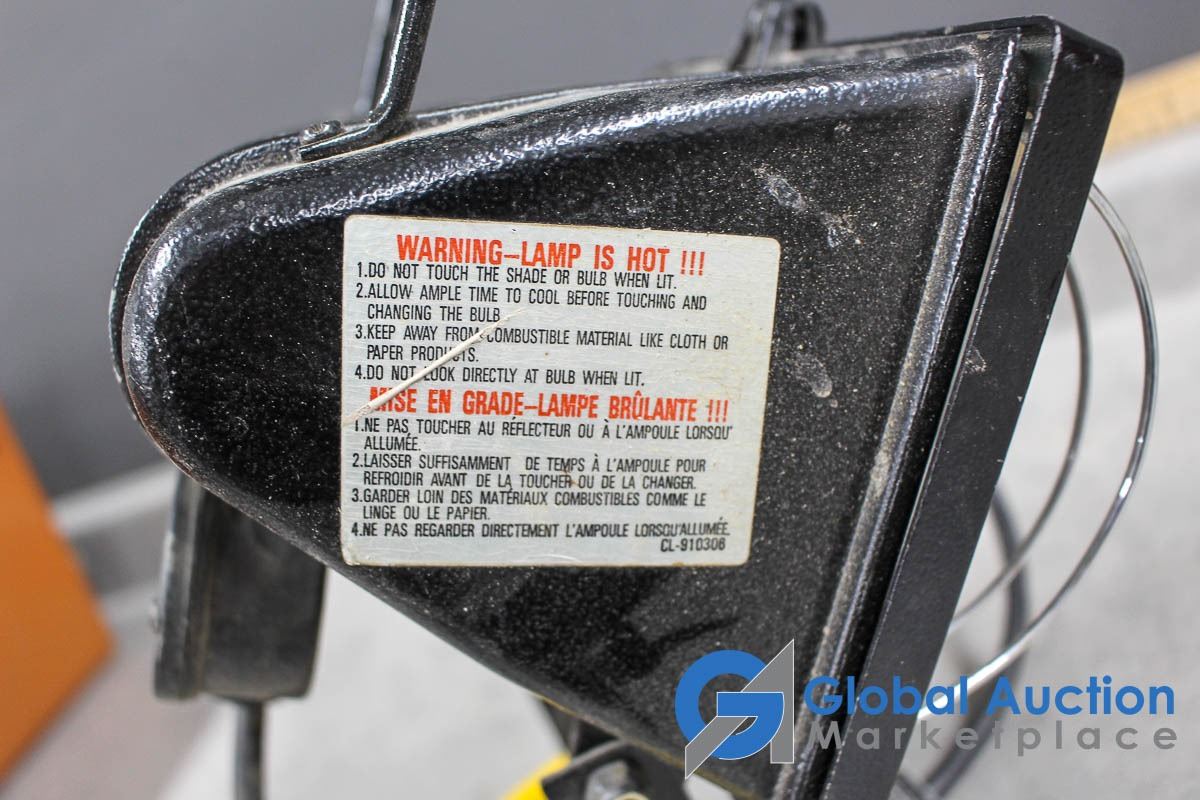 WARNING–LAMP IS HOT !!!
1.DO NOT TOUCH THE SHADE OR BULB WHEN LIT.
2.ALLOW AMPLE TIME TO COOL BEFORE TOUCHING AND
CHANGING THE BULB
3.KEEP AWAY FROM COMBUSTIBLE MATERIAL LIKE CLOTH OR
PAPER PRODUCTS.
4.DO NOT LOOK DIRECTLY AT BULB WHEN LIT.
MISE EN GRADE–LAMPE BRÛLANTE !!!
1.NE PAS TOUCHER AU RÉFLECTEUR OU À L'AMPOULE LORSQU'
ALLUMÉE.
2.LAISSER SUFFISAMMENT DE TEMPS À L'AMPOULE POUR
REFROIDIR AVANT DE LA TOUCHER OU DE LA CHANGER.
3.GARDER LOIN DES MATÉRIAUX COMBUSTIBLES COMME LE
LINGE OU LE PAPIER.
4.NE PAS REGARDER DIRECTEMENT L'AMPOULE LORSQU'ALLUMÉE.
CL-910306
Global Auction
Marketplace